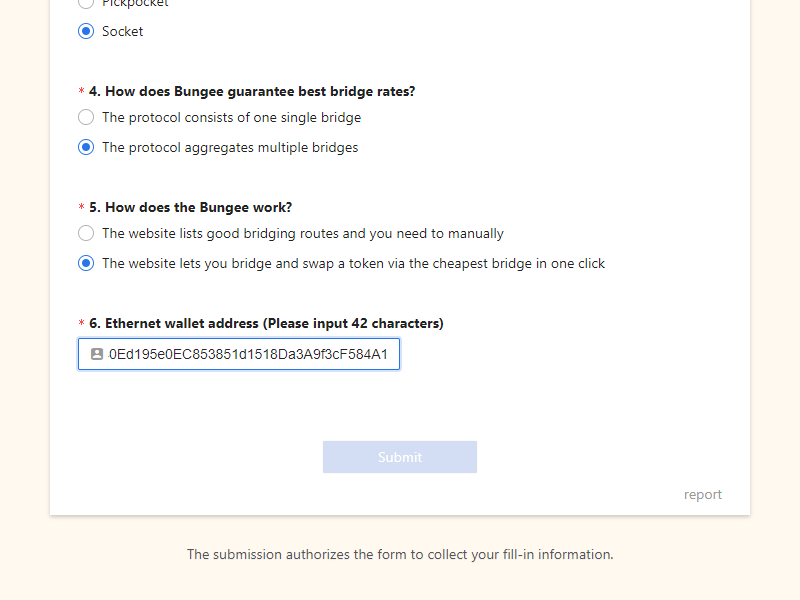 Pickpocket
Socket
* 4. How does Bungee guarantee best bridge rates?
The protocol consists of one single bridge
The protocol aggregates multiple bridges
* 5. How does the Bungee work?
The website lists good bridging routes and you need to manually
The website lets you bridge and swap a token via the cheapest bridge in one click
* 6. Ethernet wallet address (Please input 42 characters)
0Ed195e0EC853851d1518Da3A9f3cF584A1
Submit
report
The submission authorizes the form to collect your fill-in information.